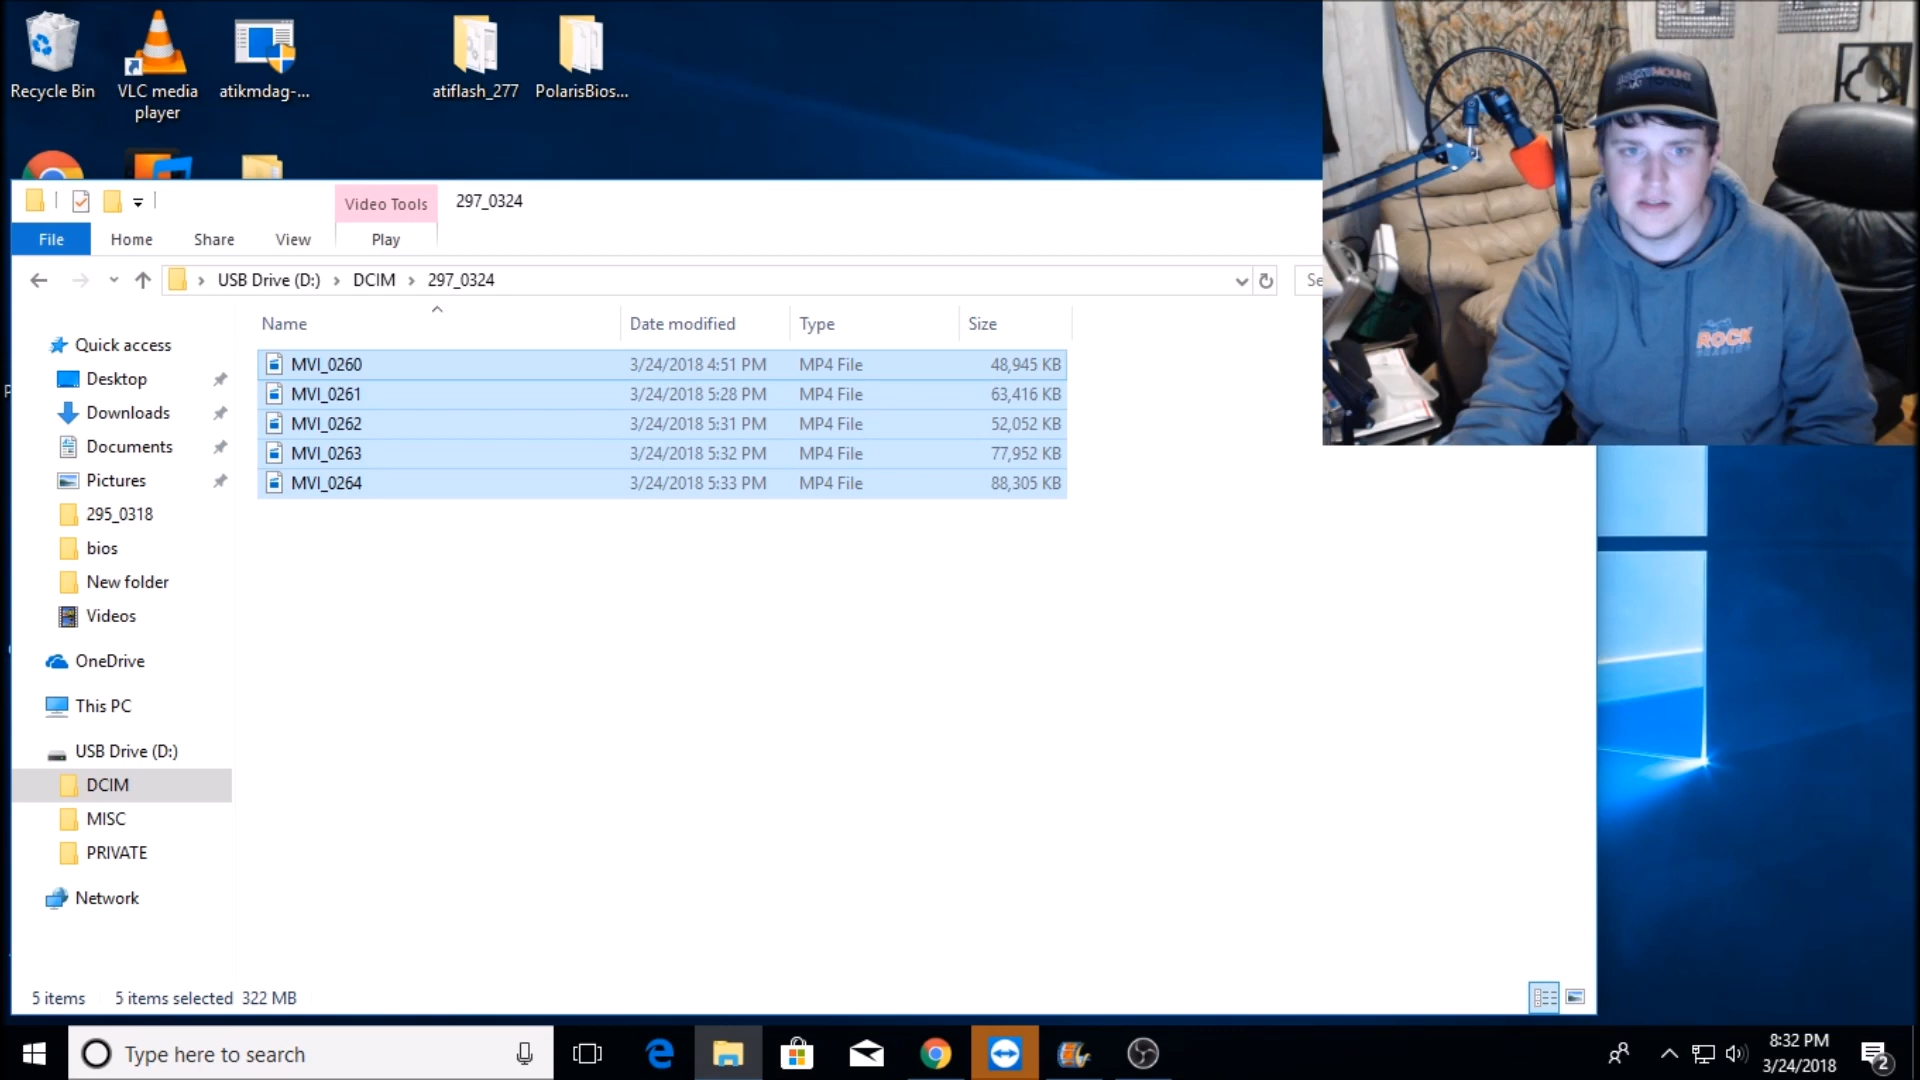 Recycle Bin
VLC media player
atikmdag-...
atiflash_277
PolarisBios...
Video Tools
297_0324
File
Home
Share
View
Play
USB Drive (D:)
DCIM
297_0324
Se
Name
Date modified
Type
Size
Quick access
Desktop
Downloads
Documents
Pictures
295_0318
bios
New folder
Videos
OneDrive
This PC
USB Drive (D:)
DCIM
MISC
PRIVATE
Network
MVI_0260 3/24/2018 4:51 PM MP4 File 48,945 KB
MVI_0261 3/24/2018 5:28 PM MP4 File 63,416 KB
MVI_0262 3/24/2018 5:31 PM MP4 File 52,052 KB
MVI_0263 3/24/2018 5:32 PM MP4 File 77,952 KB
MVI_0264 3/24/2018 5:33 PM MP4 File 88,305 KB
5 items 5 items selected 322 MB
ROCK
Type here to search
8:32 PM
3/24/2018
2